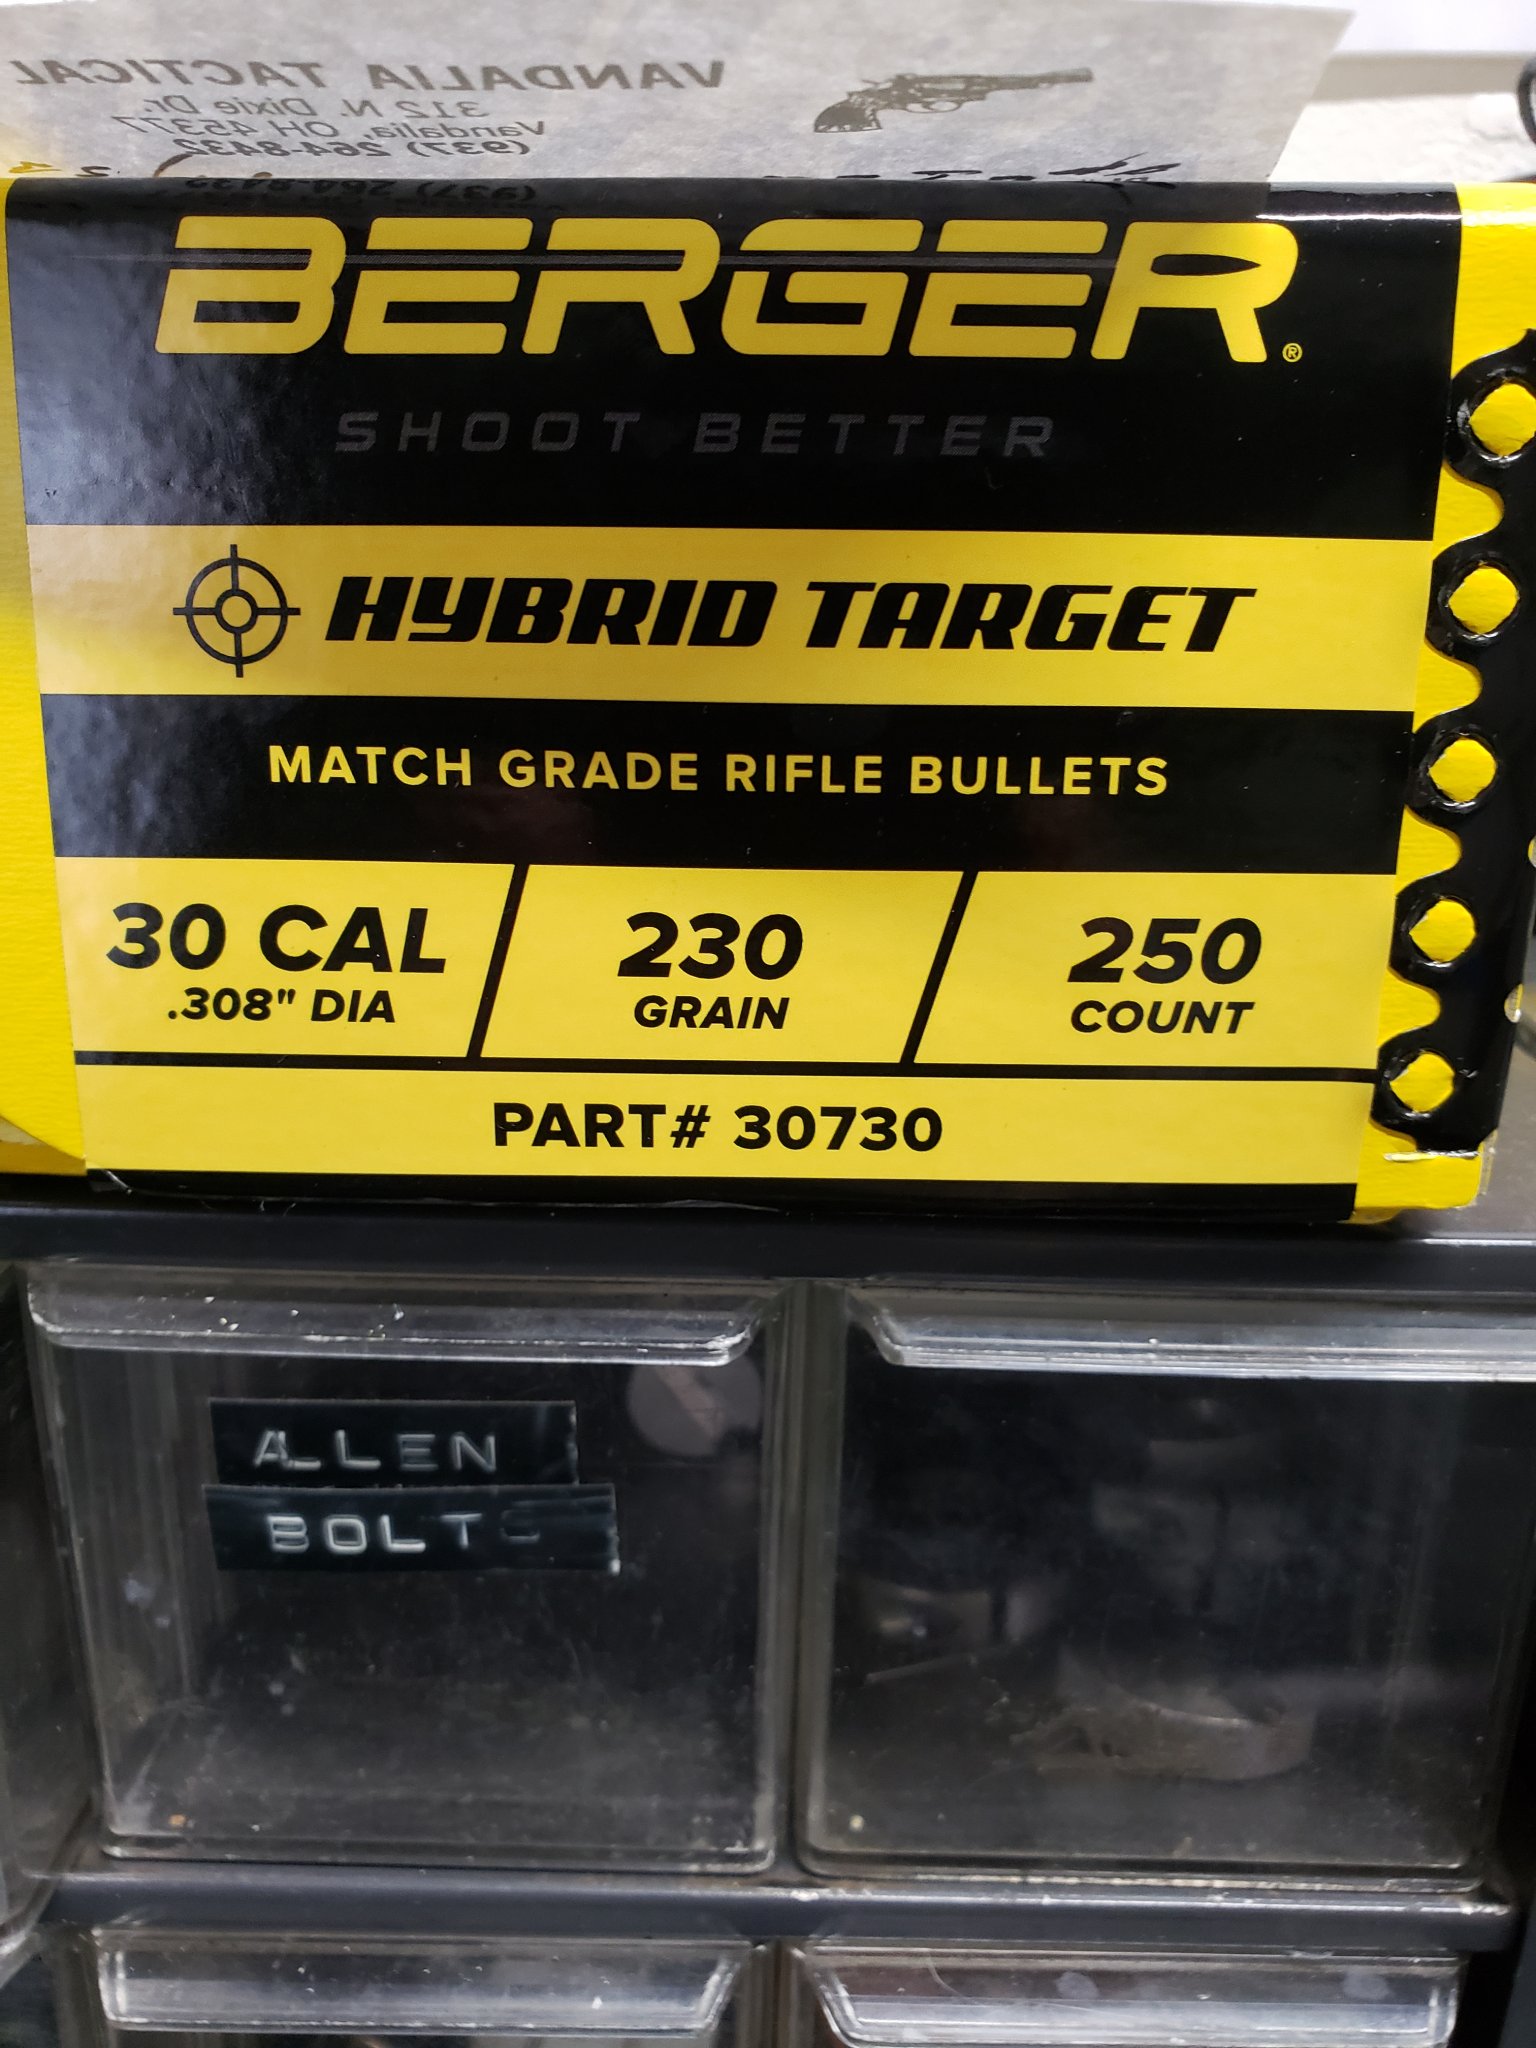 VANDALIA TACTICAL
312 N. Dixie Dr.
Vandalia, OH 45377
(937) 264-8432
BERGER®
SHOOT BETTER
HYBRID TARGET
MATCH GRADE RIFLE BULLETS
30 CAL
.308" DIA
230
GRAIN
250
COUNT
PART# 30730
ALLEN
BOLTS